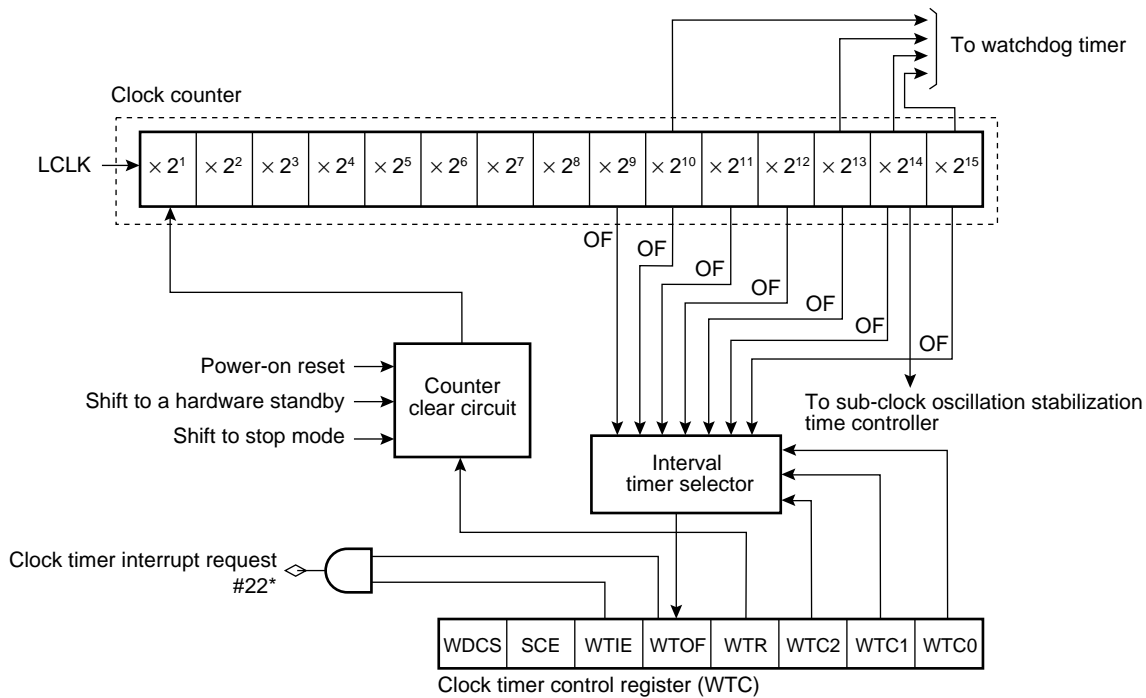 To watchdog timer
Clock counter
LCLK
× 2¹ × 2² × 2³ × 2⁴ × 2⁵ × 2⁶ × 2⁷ × 2⁸ × 2⁹ × 2¹⁰ × 2¹¹ × 2¹² × 2¹³ × 2¹⁴ × 2¹⁵
OF
OF
OF
OF
OF
OF
OF
Power-on reset
Shift to a hardware standby
Shift to stop mode
Counter
clear circuit
To sub-clock oscillation stabilization
time controller
Interval
timer selector
Clock timer interrupt request
#22*
WDCS SCE WTIE WTOF WTR WTC2 WTC1 WTC0
Clock timer control register (WTC)